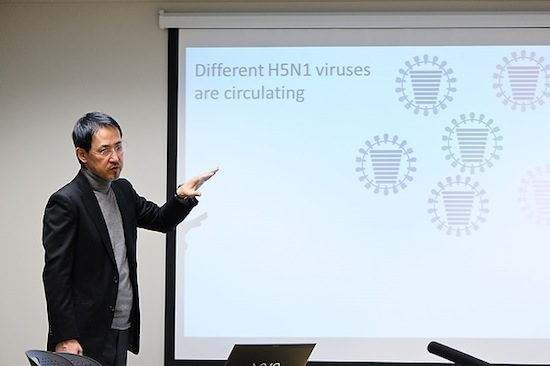 Different H5N1 viruses
are circulating